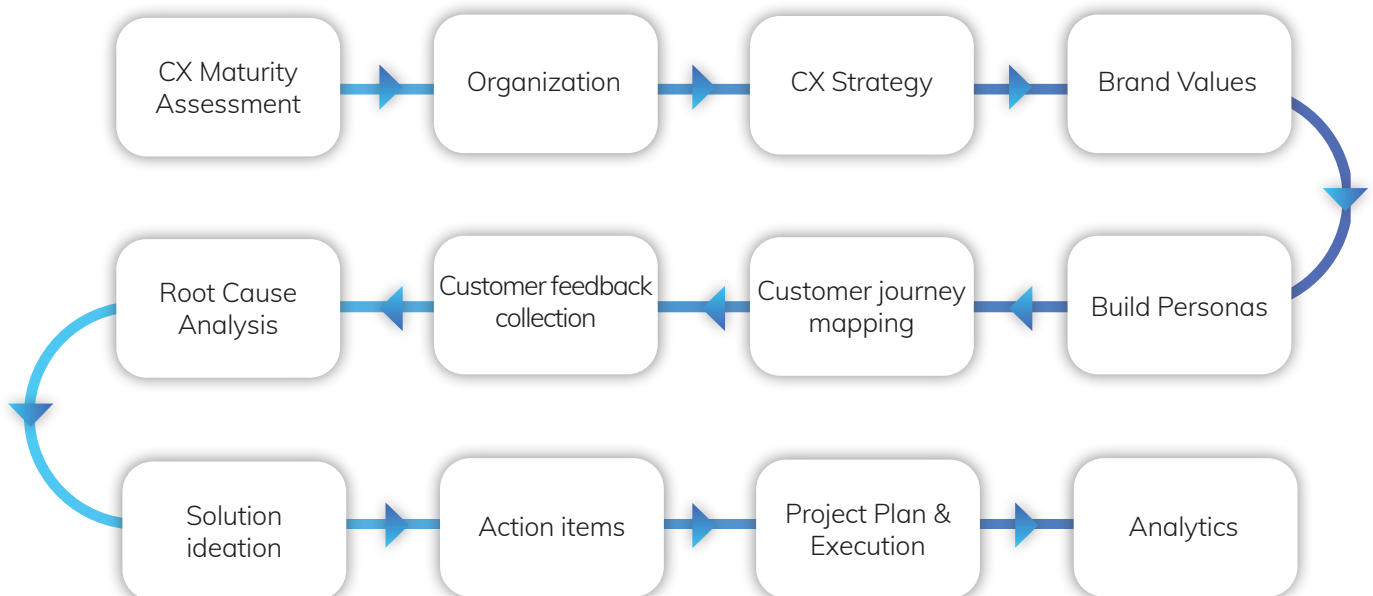 CX Maturity
Assessment
Organization
CX Strategy
Brand Values
Root Cause
Analysis
Customer feedback
collection
Customer journey
mapping
Build Personas
Solution
ideation
Action items
Project Plan &
Execution
Analytics